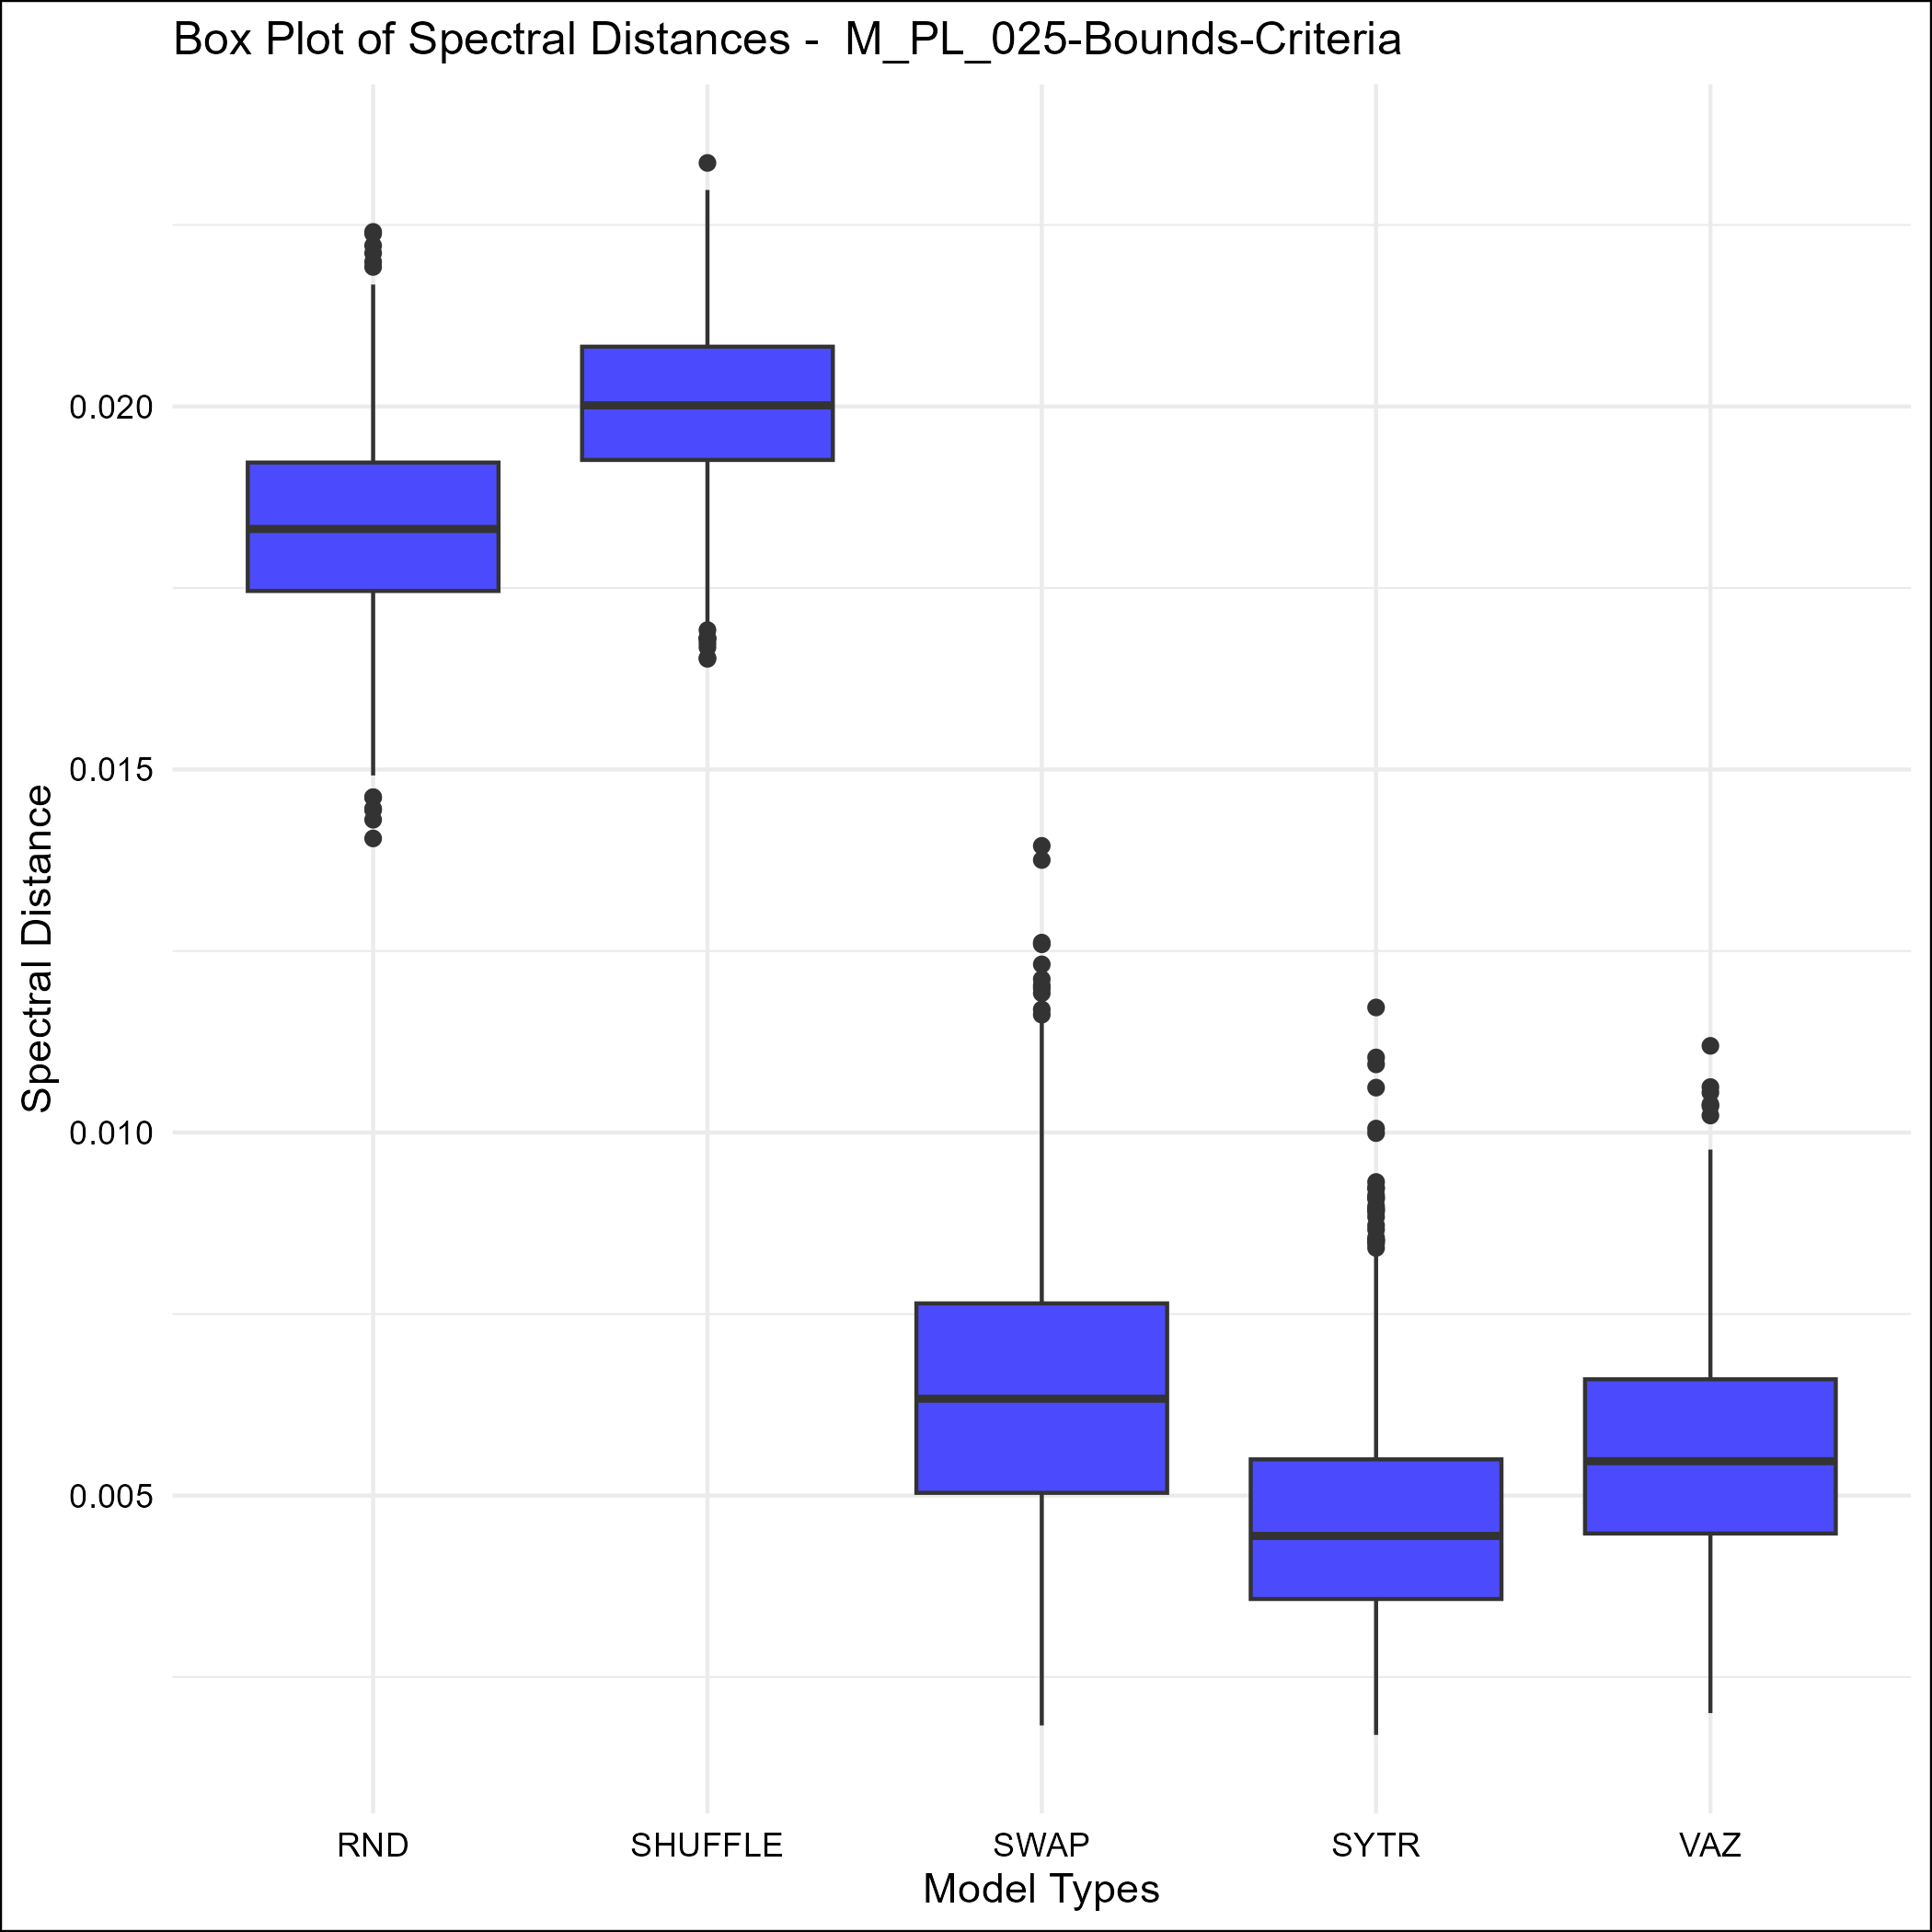 Box Plot of Spectral Distances -  M_PL_025-Bounds-Criteria
Spectral Distance
0.020
0.015
0.010
0.005
RND SHUFFLE SWAP SYTR VAZ
Model Types